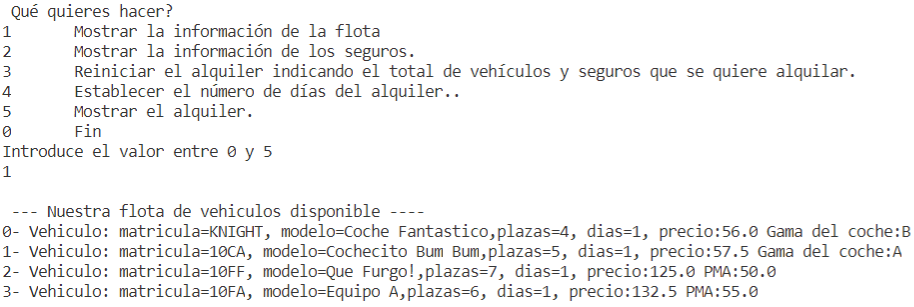 Qué quieres hacer?
1 Mostrar la información de la flota
2 Mostrar la información de los seguros.
3 Reiniciar el alquiler indicando el total de vehículos y seguros que se quiere alquilar.
4 Establecer el número de días del alquiler..
5 Mostrar el alquiler.
0 Fin
Introduce el valor entre 0 y 5
1
--- Nuestra flota de vehiculos disponible ----
0- Vehiculo: matricula=KNIGHT, modelo=Coche Fantastico,plazas=4, dias=1, precio:56.0 Gama del coche:B
1- Vehiculo: matricula=10CA, modelo=Cochecito Bum Bum,plazas=5, dias=1, precio:57.5 Gama del coche:A
2- Vehiculo: matricula=10FF, modelo=Que Furgo!,plazas=7, dias=1, precio:125.0 PMA:50.0
3- Vehiculo: matricula=10FA, modelo=Equipo A,plazas=6, dias=1, precio:132.5 PMA:55.0